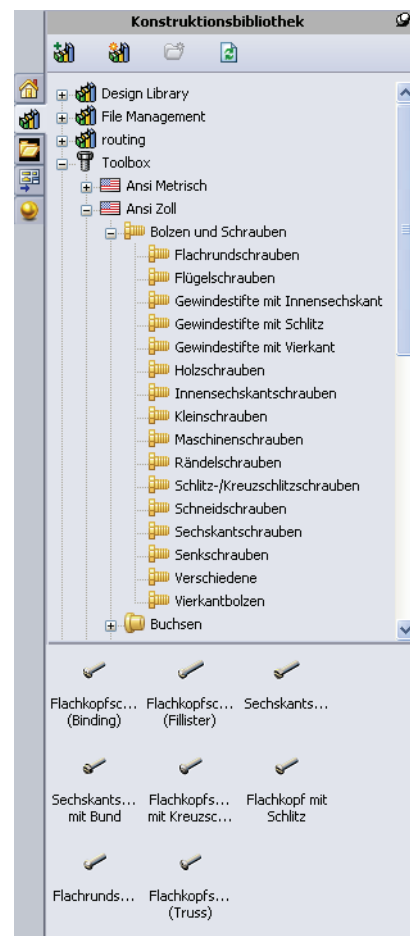 Konstruktionsbibliothek
Design Library
File Management
routing
Toolbox
Ansi Metrisch
Ansi Zoll
Bolzen und Schrauben
Flachrundschrauben
Flügelschrauben
Gewindestifte mit Innensechskant
Gewindestifte mit Schlitz
Gewindestifte mit Vierkant
Holzschrauben
Innensechskantschrauben
Kleinschrauben
Maschinenschrauben
Rändelschrauben
Schlitz-/Kreuzschlitzschrauben
Schneidschrauben
Sechskantschrauben
Senkschrauben
Verschiedene
Vierkantbolzen
Buchsen
Flachkopfsc... Flachkopfsc... Sechskants...
(Binding) (Fillister)
Sechskants... Flachkopfs... Flachkopf mit
mit Bund mit Kreuzsc... Schlitz
Flachrunds... Flachkopfs...
(Truss)